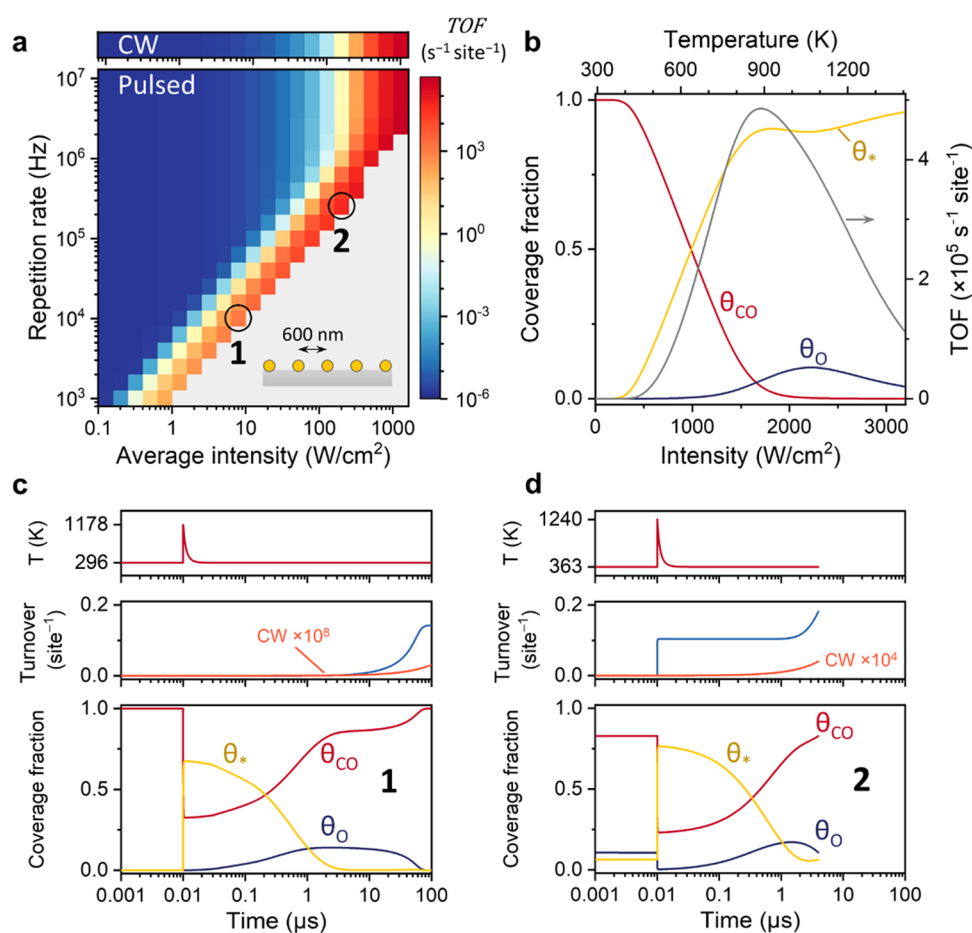 a
CW
TOF
(s⁻¹ site⁻¹)
Pulsed
10⁷
10⁶
10⁵
10⁴
10³
Repetition rate (Hz)
1
2
600 nm
10³
10⁰
10⁻³
10⁻⁶
0.1
1
10
100
1000
Average intensity (W/cm²)
b
Temperature (K)
300
600
900
1200
1.0
0.5
0.0
Coverage fraction
θ*
θCO
θO
4
2
0
TOF (×10⁵ s⁻¹ site⁻¹)
0
1000
2000
3000
Intensity (W/cm²)
c
1178
296
T (K)
0.2
0.0
Turnover
(site⁻¹)
CW ×10⁸
1.0
0.5
0.0
Coverage fraction
θ*
θCO
θO
1
0.001
0.01
0.1
1
10
100
Time (µs)
d
1240
363
T (K)
0.2
0.0
Turnover
(site⁻¹)
CW ×10⁴
1.0
0.5
0.0
Coverage fraction
θ*
θCO
θO
2
0.001
0.01
0.1
1
10
100
Time (µs)